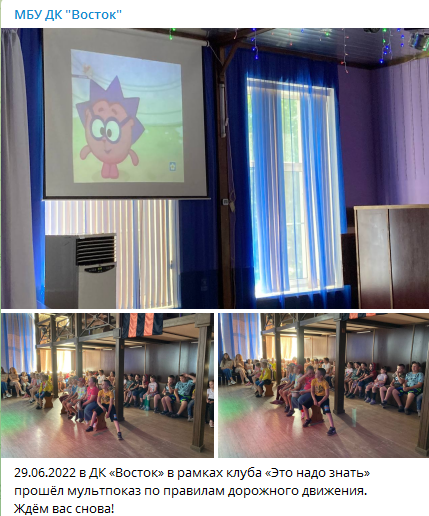 МБУ ДК "Восток"
29.06.2022 в ДК «Восток» в рамках клуба «Это надо знать»
прошёл мультпоказ по правилам дорожного движения.
Ждём вас снова!